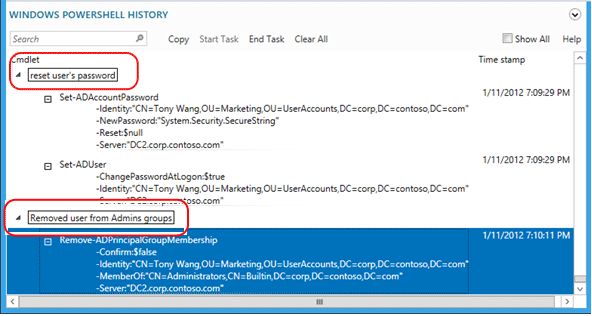 WINDOWS POWERSHELL HISTORY
Search Copy Start Task End Task Clear All Show All Help
Cmdlet Time stamp
reset user's password
Set-ADAccountPassword 1/11/2012 7:09:29 PM
-Identity:"CN=Tony Wang,OU=Marketing,OU=UserAccounts,DC=corp,DC=contoso,DC=com"
-NewPassword:"System.Security.SecureString"
-Reset:$null
-Server:"DC2.corp.contoso.com"
Set-ADUser 1/11/2012 7:09:29 PM
-ChangePasswordAtLogon:$true
-Identity:"CN=Tony Wang,OU=Marketing,OU=UserAccounts,DC=corp,DC=contoso,DC=com"
-Server:"DC2.corp.contoso.com"
Removed user from Admins groups
Remove-ADPrincipalGroupMembership 1/11/2012 7:10:11 PM
-Confirm:$false
-Identity:"CN=Tony Wang,OU=Marketing,OU=UserAccounts,DC=corp,DC=contoso,DC=com"
-MemberOf:"CN=Administrators,CN=Builtin,DC=corp,DC=contoso,DC=com"
-Server:"DC2.corp.contoso.com"